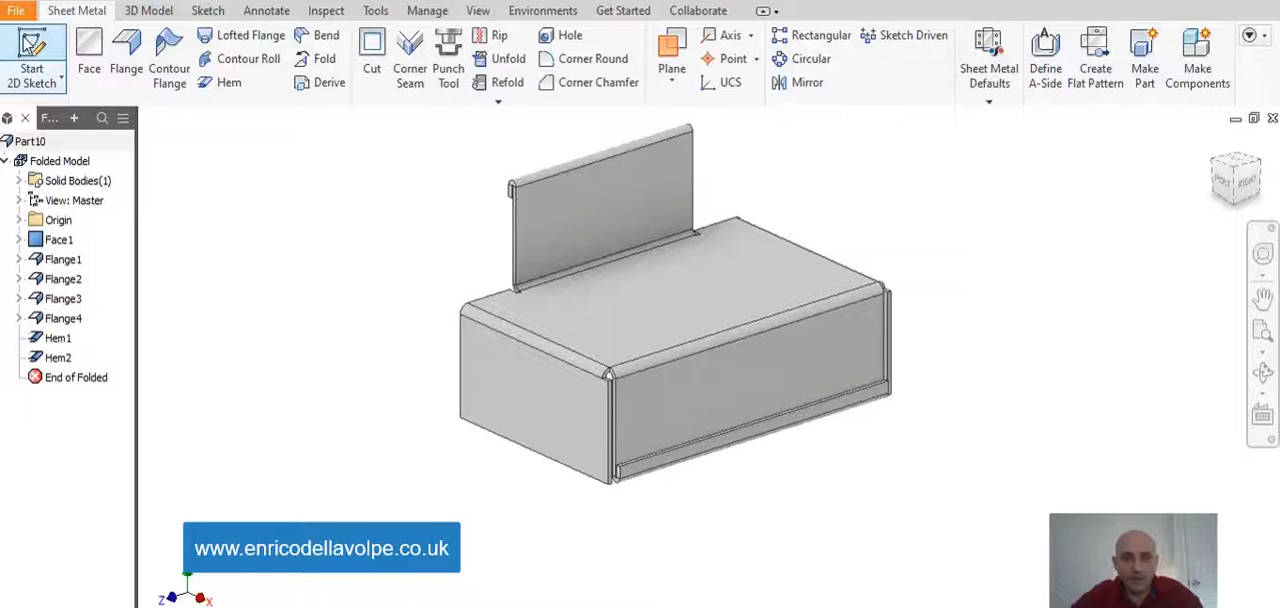 File Sheet Metal 3D Model Sketch Annotate Inspect Tools Manage View Environments Get Started Collaborate
Start
2D Sketch
Face
Flange
Contour
Flange
Lofted Flange
Contour Roll
Hem
Bend
Fold
Derive
Cut
Corner
Seam
Punch
Tool
Rip
Unfold
Refold
Hole
Corner Round
Corner Chamfer
Plane
Axis
Point
UCS
Rectangular
Circular
Mirror
Sketch Driven
Sheet Metal
Defaults
Define
A-Side
Create
Flat Pattern
Make
Part
Make
Components
F...
Part10
Folded Model
Solid Bodies(1)
View: Master
Origin
Face1
Flange1
Flange2
Flange3
Flange4
Hem1
Hem2
End of Folded
FRONT RIGHT
www.enricodellavolpe.co.uk
Z X